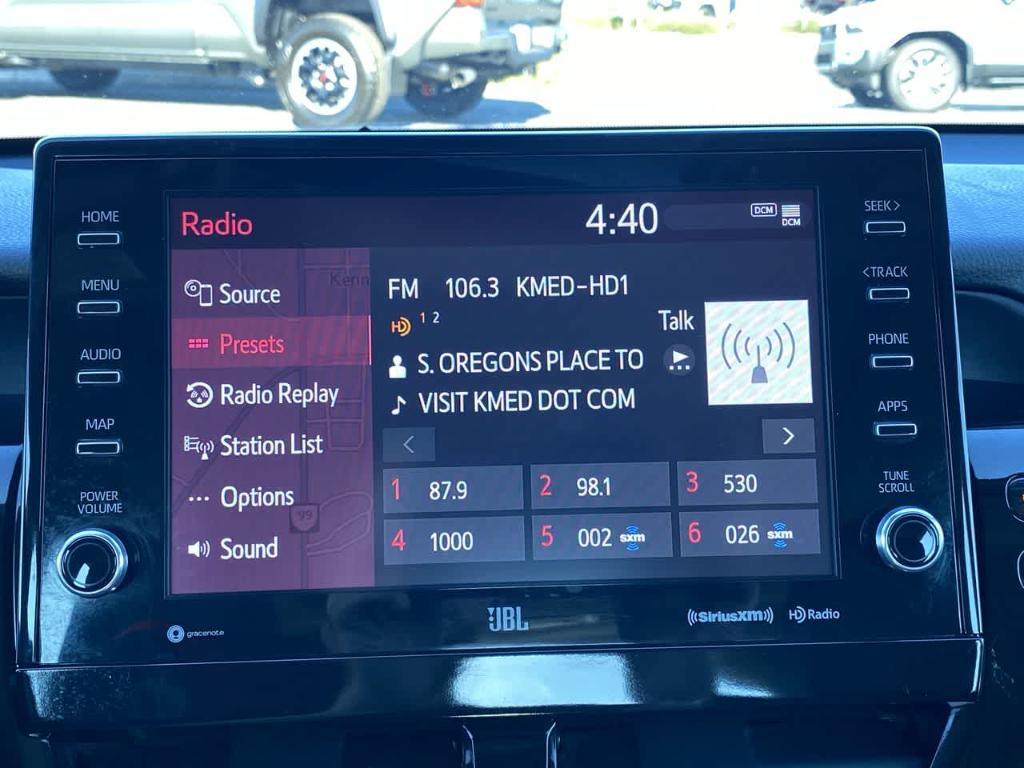 HOME
MENU
AUDIO
MAP
POWER
VOLUME
Radio
4:40
DCM
DCM
Source
Presets
Radio Replay
Station List
Options
Sound
99
FM 106.3 KMED-HD1
HD 1 2
Talk
S. OREGONS PLACE TO
VISIT KMED DOT COM
< >
1 87.9
2 98.1
3 530
4 1000
5 002 sxm
6 026 sxm
SEEK>
<TRACK
PHONE
APPS
TUNE
SCROLL
gracenote
JBL
((SiriusXM))
HD Radio